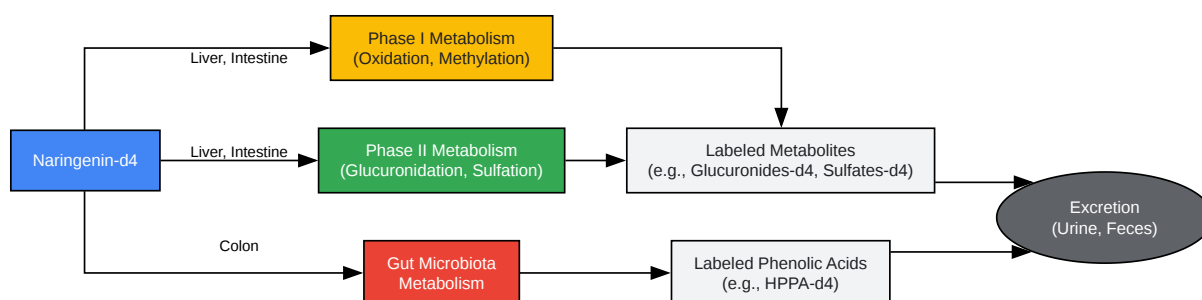 Phase I Metabolism
(Oxidation, Methylation)
Liver, Intestine
Naringenin-d4
Liver, Intestine
Phase II Metabolism
(Glucuronidation, Sulfation)
Labeled Metabolites
(e.g., Glucuronides-d4, Sulfates-d4)
Excretion
(Urine, Feces)
Colon
Gut Microbiota
Metabolism
Labeled Phenolic Acids
(e.g., HPPA-d4)